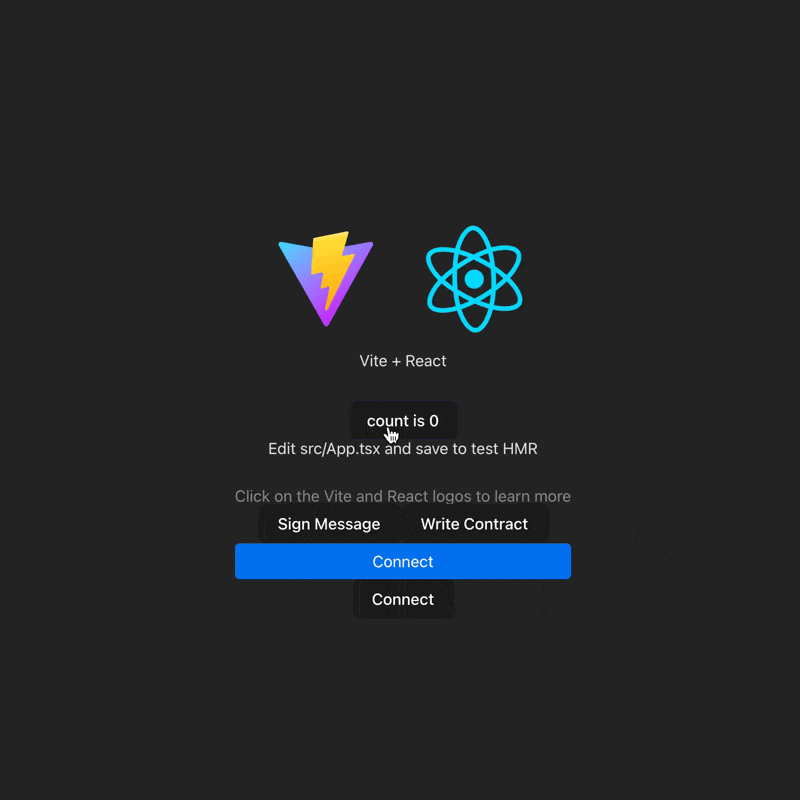 Vite + React
count is 0
Edit src/App.tsx and save to test HMR
Click on the Vite and React logos to learn more
Sign Message Write Contract
Connect
Connect